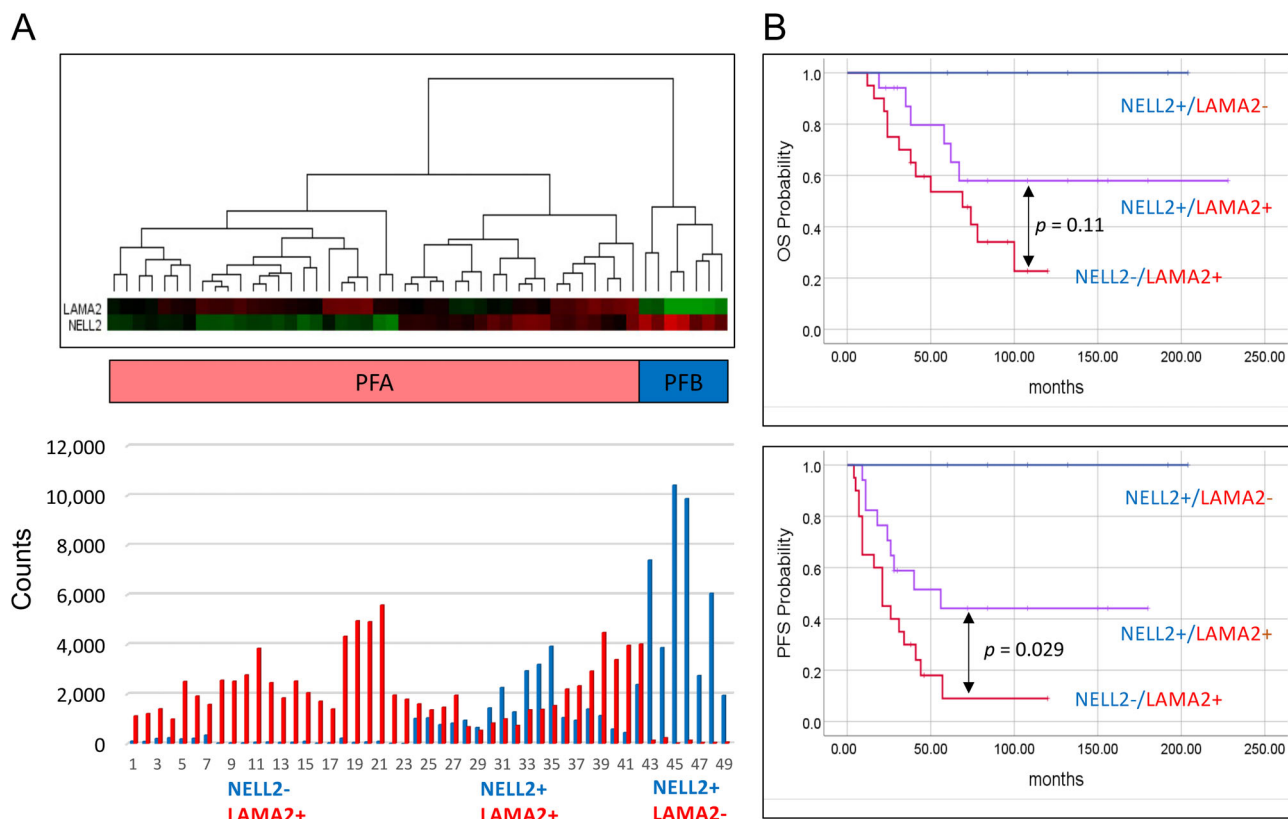 A
B
LAMA2
NELL2
PFA
PFB
12,000
10,000
8,000
6,000
4,000
2,000
0
Counts
1 3 5 7 9 11 13 15 17 19 21 23 25 27 29 31 33 35 37 39 41 43 45 47 49
NELL2- NELL2+ NELL2+
LAMA2+ LAMA2+ LAMA2-
OS Probability
1.0
0.8
0.6
0.4
0.2
0.0
NELL2+/LAMA2-
NELL2+/LAMA2+
p = 0.11
NELL2-/LAMA2+
0.00 50.00 100.00 150.00 200.00 250.00
months
PFS Probability
1.0
0.8
0.6
0.4
0.2
0.0
NELL2+/LAMA2-
NELL2+/LAMA2+
p = 0.029
NELL2-/LAMA2+
0.00 50.00 100.00 150.00 200.00 250.00
months